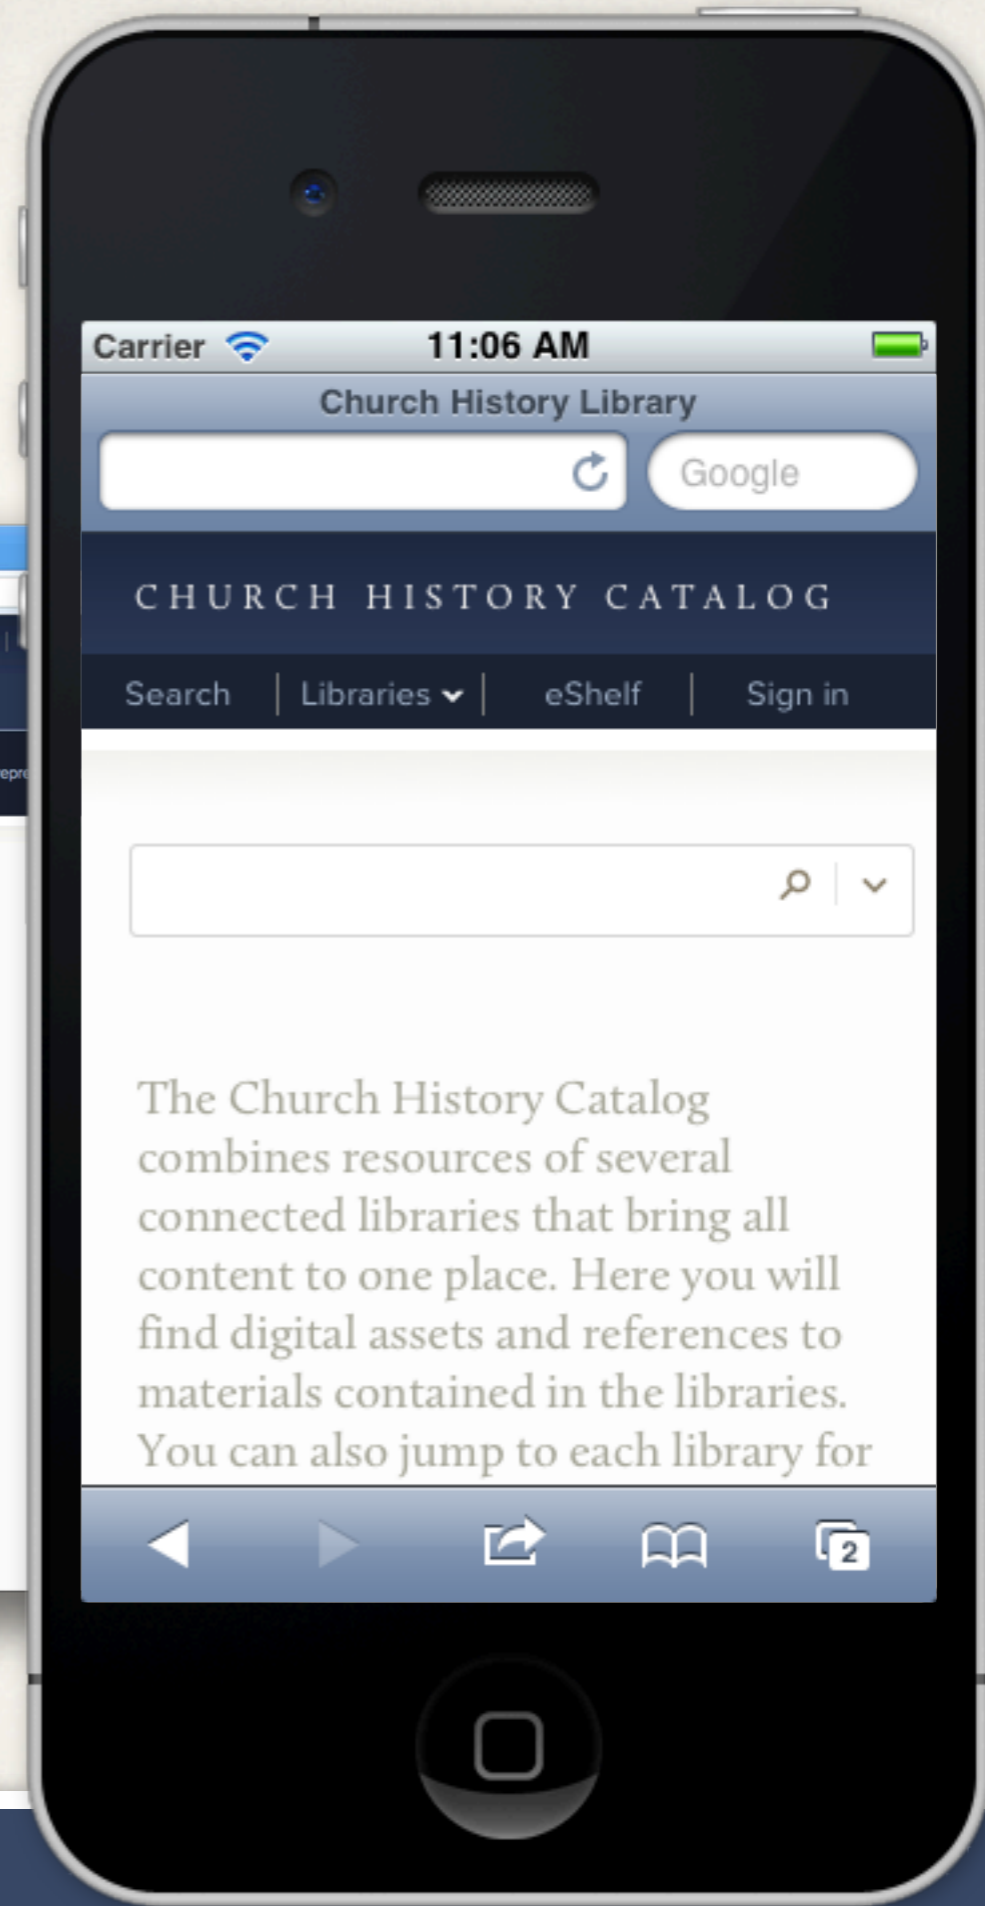 Carrier 11:06 AM
Church History Library
Google
CHURCH HISTORY CATALOG
Search | Libraries | eShelf | Sign in
The Church History Catalog
combines resources of several
connected libraries that bring all
content to one place. Here you will
find digital assets and references to
materials contained in the libraries.
You can also jump to each library for
2